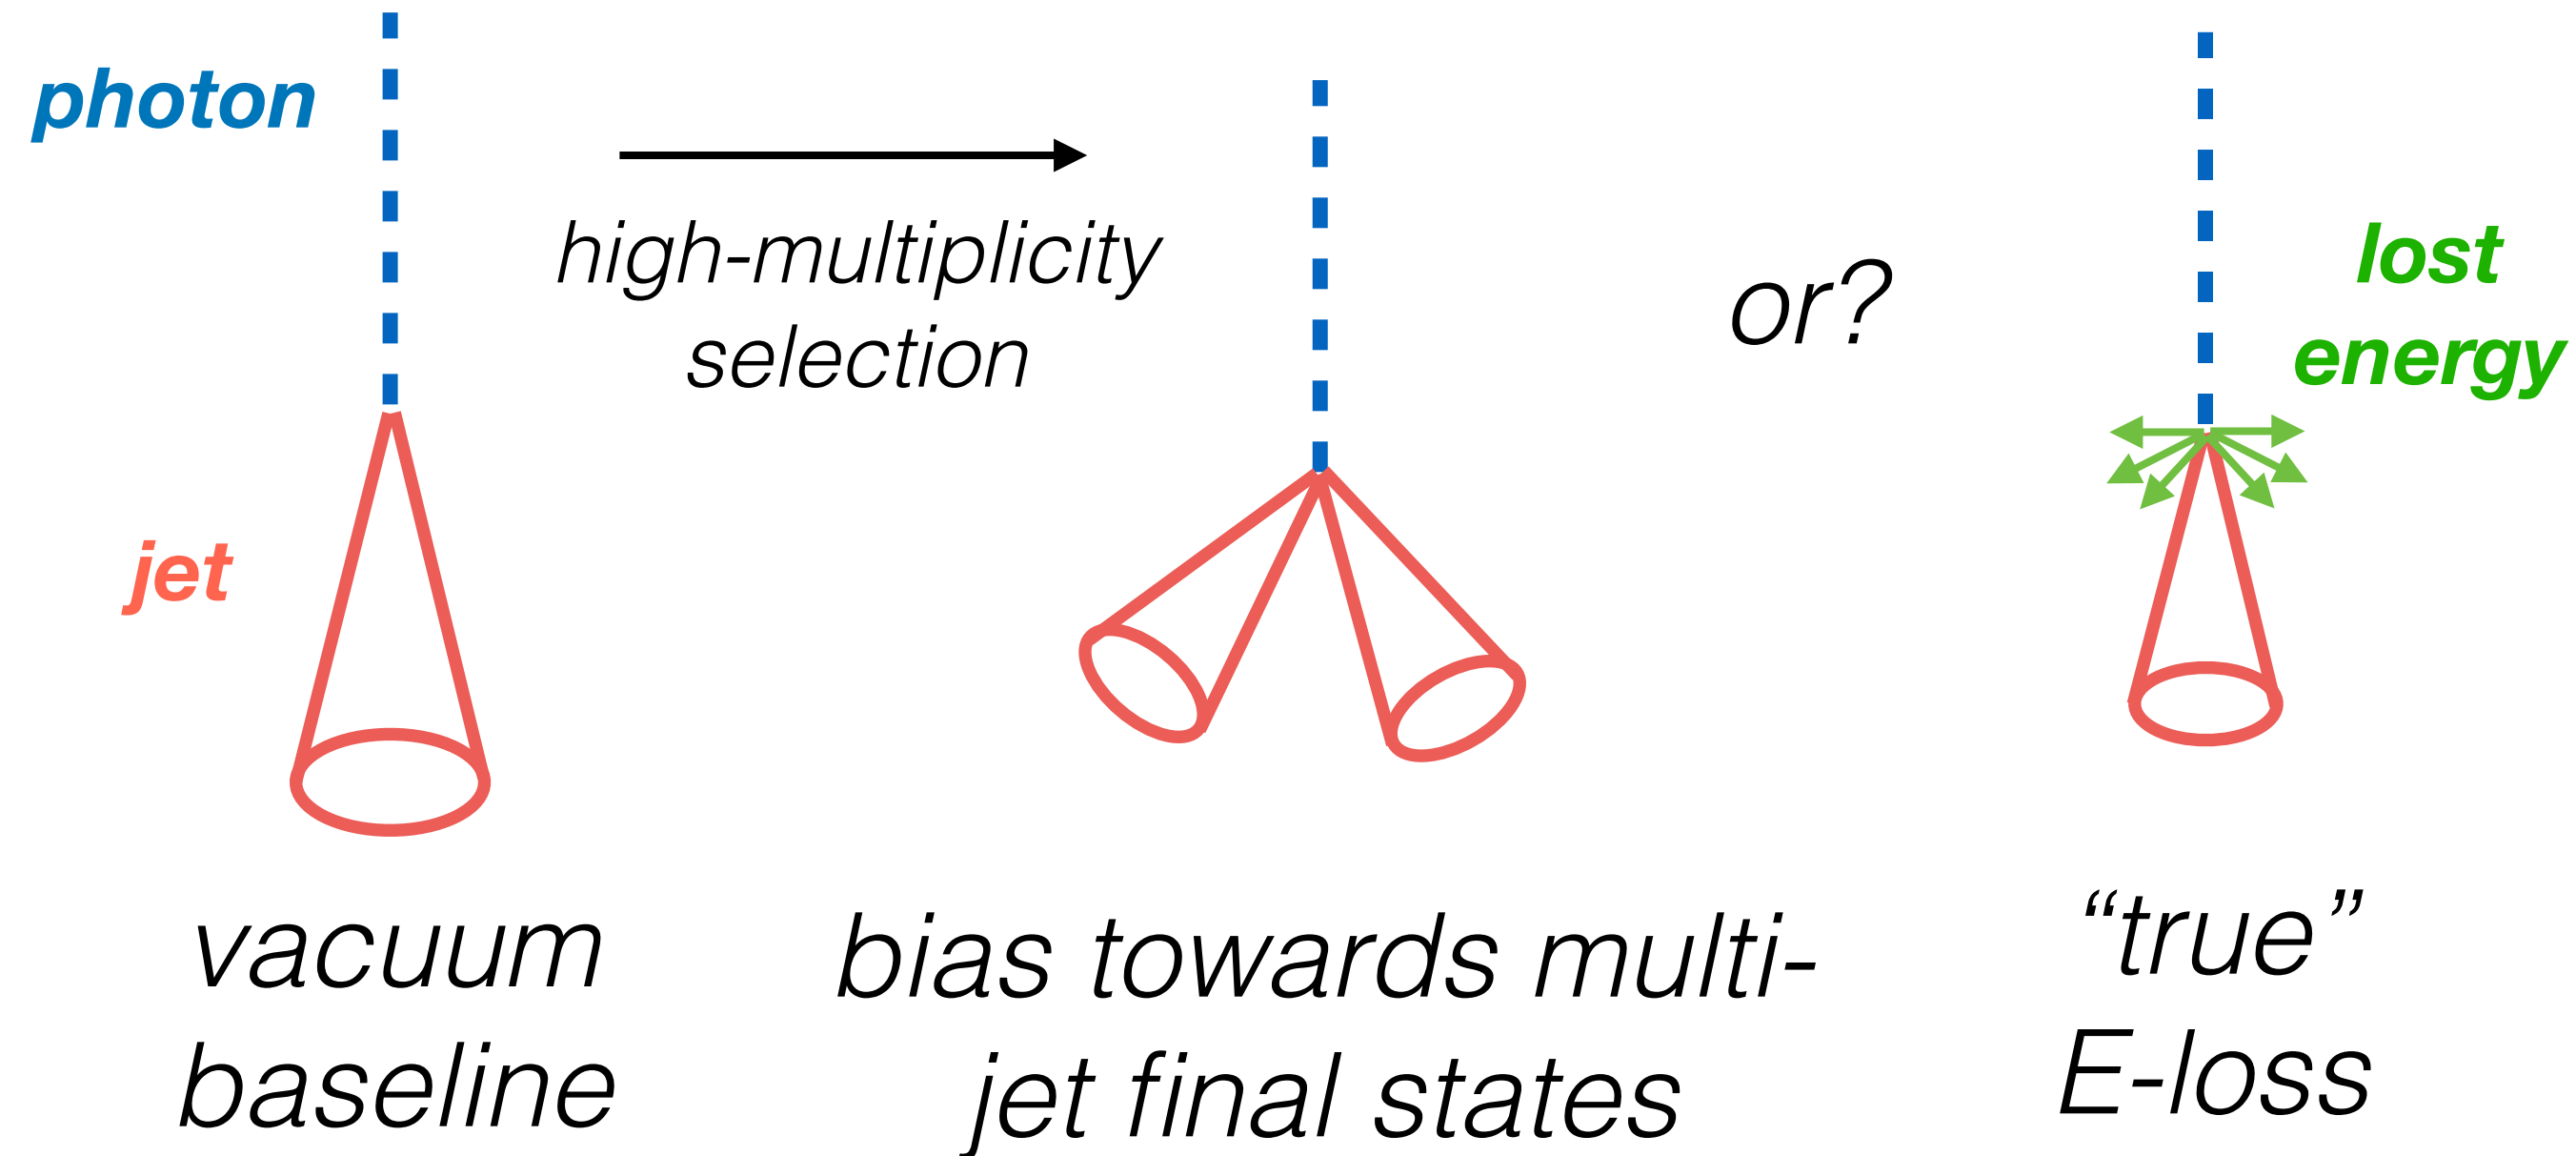 photon
jet
high-multiplicity
selection
or?
lost
energy
vacuum
baseline
bias towards multi-
jet final states
“true”
E-loss